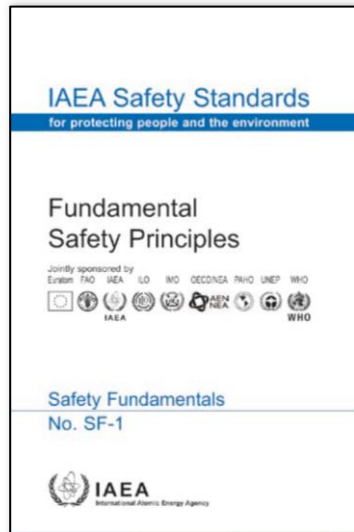 IAEA Safety Standards
for protecting people and the environment
Fundamental
Safety Principles
Jointly sponsored by
Euratom FAO IAEA ILO IMO OECD/NEA PAHO UNEP WHO
AEN
NEA
IAEA
WHO
Safety Fundamentals
No. SF-1
IAEA
International Atomic Energy Agency